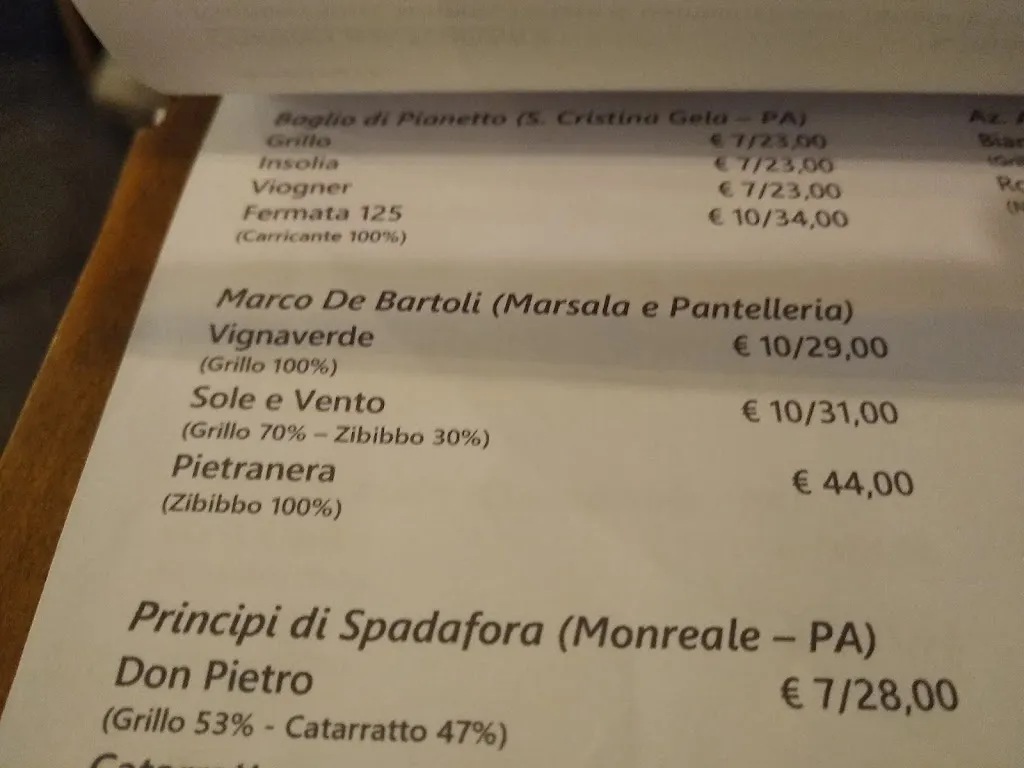 Baglio di Pianetto (S. Cristina Gela – PA)
Grillo € 7/23,00
Insolia € 7/23,00
Viogner € 7/23,00
Fermata 125 € 10/34,00
(Carricante 100%)
Az.
Marco De Bartoli (Marsala e Pantelleria)
Vignaverde € 10/29,00
(Grillo 100%)
Sole e Vento € 10/31,00
(Grillo 70% – Zibibbo 30%)
Pietranera € 44,00
(Zibibbo 100%)
Principi di Spadafora (Monreale – PA)
Don Pietro € 7/28,00
(Grillo 53% - Catarratto 47%)